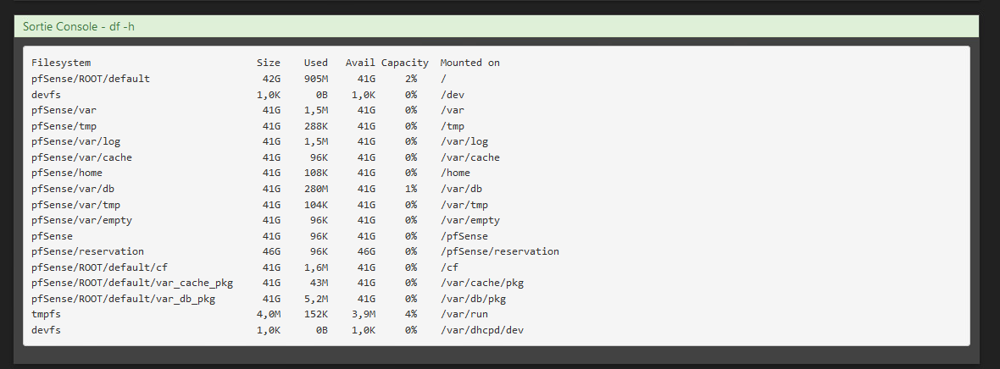 Sortie Console - df -h
Filesystem Size Used Avail Capacity Mounted on
pfSense/ROOT/default 42G 905M 41G 2% /
devfs 1,0K 0B 1,0K 0% /dev
pfSense/var 41G 1,5M 41G 0% /var
pfSense/tmp 41G 288K 41G 0% /tmp
pfSense/var/log 41G 1,5M 41G 0% /var/log
pfSense/var/cache 41G 96K 41G 0% /var/cache
pfSense/home 41G 108K 41G 0% /home
pfSense/var/db 41G 280M 41G 1% /var/db
pfSense/var/tmp 41G 104K 41G 0% /var/tmp
pfSense/var/empty 41G 96K 41G 0% /var/empty
pfSense 41G 96K 41G 0% /pfSense
pfSense/reservation 46G 96K 46G 0% /pfSense/reservation
pfSense/ROOT/default/cf 41G 1,6M 41G 0% /cf
pfSense/ROOT/default/var_cache_pkg 41G 43M 41G 0% /var/cache/pkg
pfSense/ROOT/default/var_db_pkg 41G 5,2M 41G 0% /var/db/pkg
tmpfs 4,0M 152K 3,9M 4% /var/run
devfs 1,0K 0B 1,0K 0% /var/dhcpd/dev